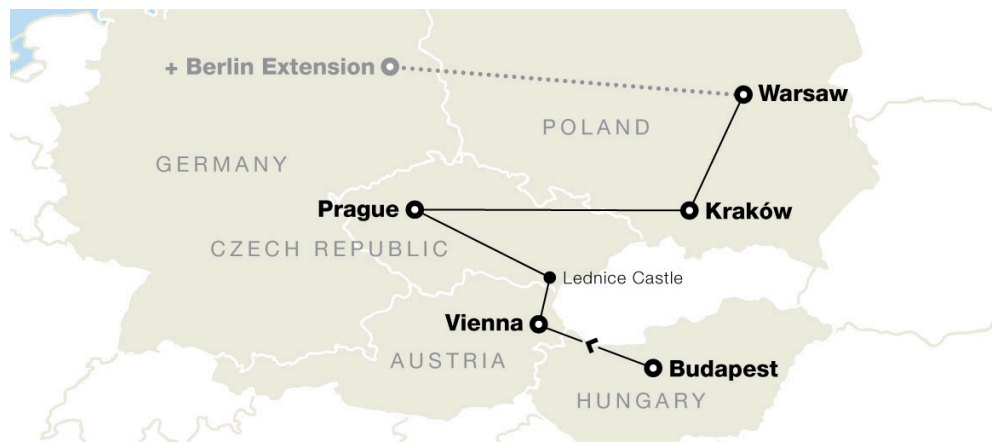 + Berlin Extension
Warsaw
POLAND
GERMANY
Prague
Kraków
CZECH REPUBLIC
Lednice Castle
Vienna
AUSTRIA
Budapest
HUNGARY